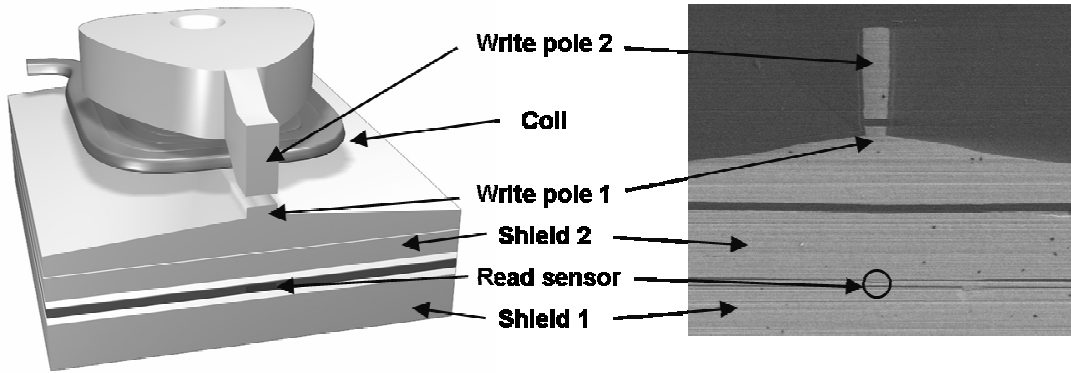 Write pole 2
Coil
Write pole 1
Shield 2
Read sensor
Shield 1